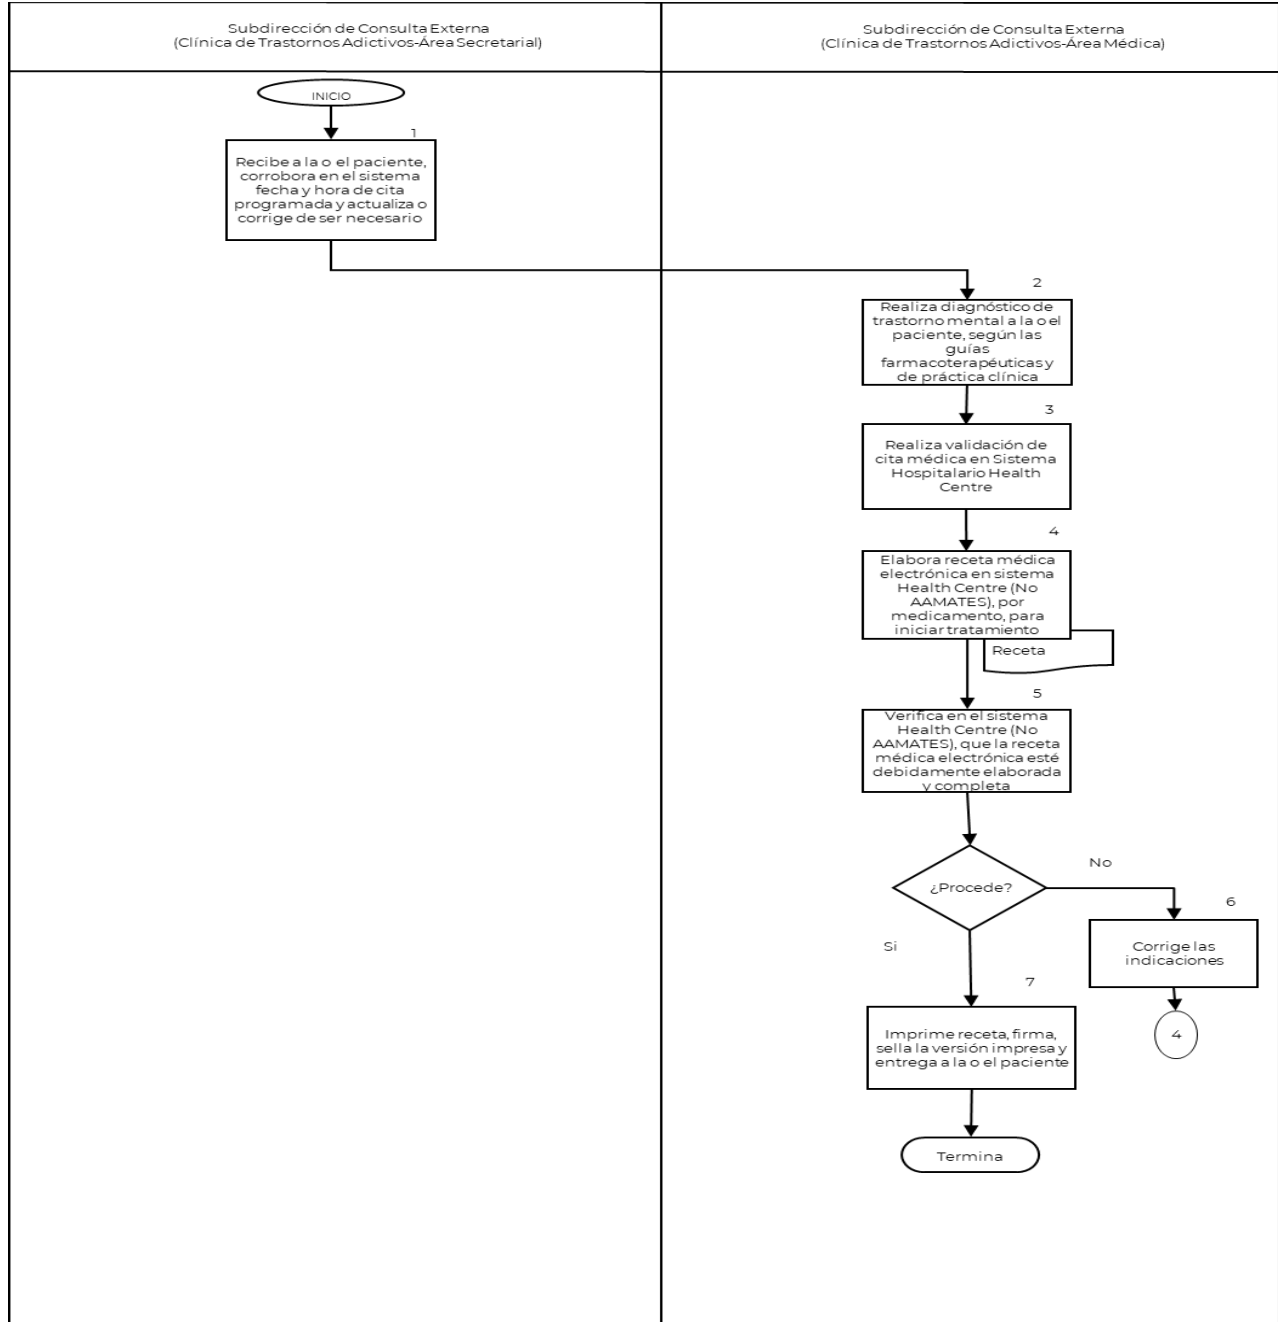 Subdirección de Consulta Externa
(Clínica de Trastornos Adictivos-Área Secretarial)
Subdirección de Consulta Externa
(Clínica de Trastornos Adictivos-Área Médica)
INICIO
1
Recibe a la o el paciente,
corrobora en el sistema
fecha y hora de cita
programada y actualiza o
corrige de ser necesario
2
Realiza diagnóstico de
trastorno mental a la o el
paciente, según las
guías
farmacoterapéuticas y
de práctica clínica
3
Realiza validación de
cita médica en Sistema
Hospitalario Health
Centre
4
Elabora receta médica
electrónica en sistema
Health Centre (No
AAMATES), por
medicamento, para
iniciar tratamiento
Receta
5
Verifica en el sistema
Health Centre (No
AAMATES), que la receta
médica electrónica esté
debidamente elaborada
y completa
¿Procede?
No
Si
6
Corrige las
indicaciones
4
7
Imprime receta, firma,
sella la versión impresa y
entrega a la o el paciente
Termina